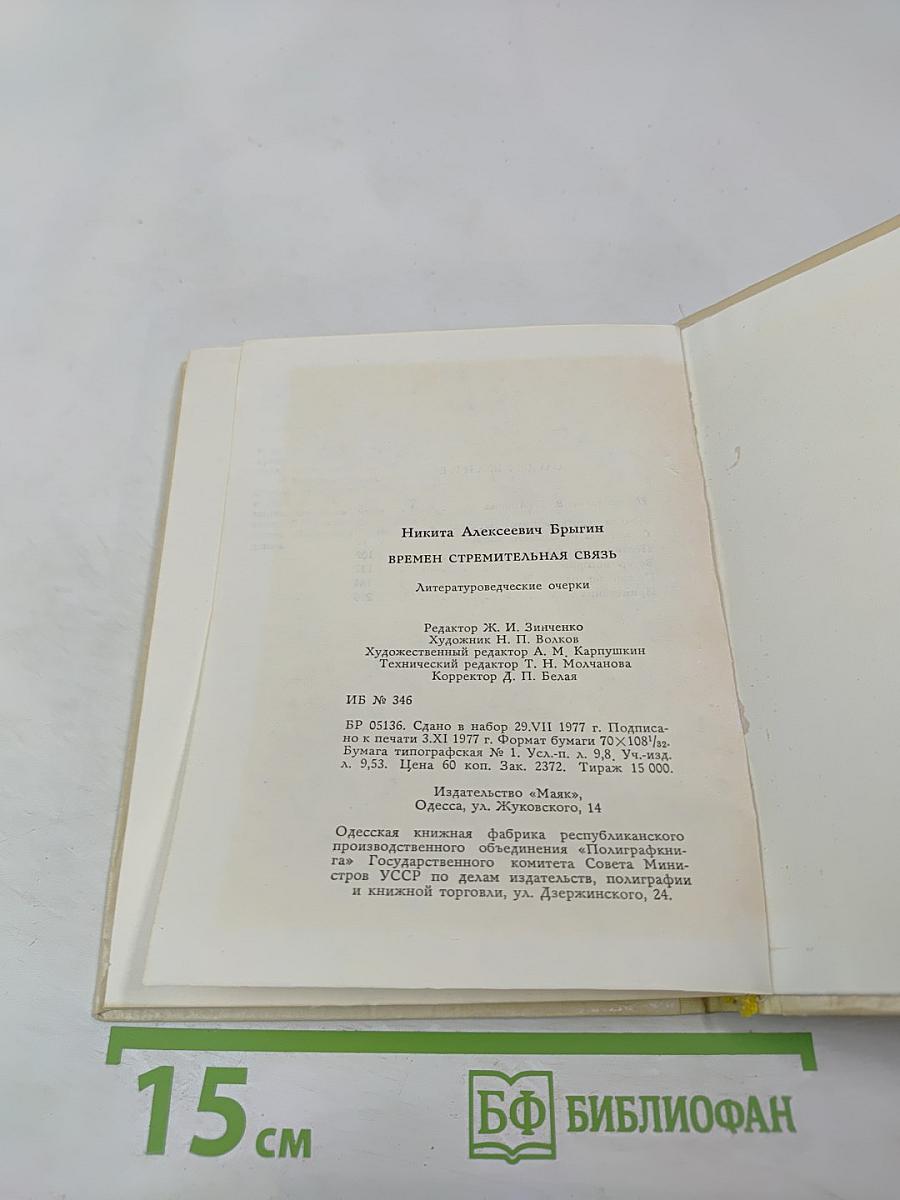 Никита Алексеевич Брыгин
ВРЕМЕН СТРЕМИТЕЛЬНАЯ СВЯЗЬ
Литературоведческие очерки
Редактор Ж. И. Зинченко
Художник Н. П. Волков
Художественный редактор А. М. Карпушкин
Технический редактор Т. Н. Молчанова
Корректор Д. П. Белая
ИБ № 346
БР 05136. Сдано в набор 29.VII 1977 г. Подписа-
но к печати 3.XI 1977 г. Формат бумаги 70×108¹/₃₂.
Бумага типографская № 1. Усл.-п. л. 9,8. Уч.-изд.
л. 9,53. Цена 60 коп. Зак. 2372. Тираж 15 000.
Издательство «Маяк»,
Одесса, ул. Жуковского, 14
Одесская книжная фабрика республиканского
производственного объединения «Полиграфкни-
га» Государственного комитета Совета Мини-
стров УССР по делам издательств, полиграфии
и книжной торговли, ул. Дзержинского, 24.
15 см
БФ БИБЛИОФАН